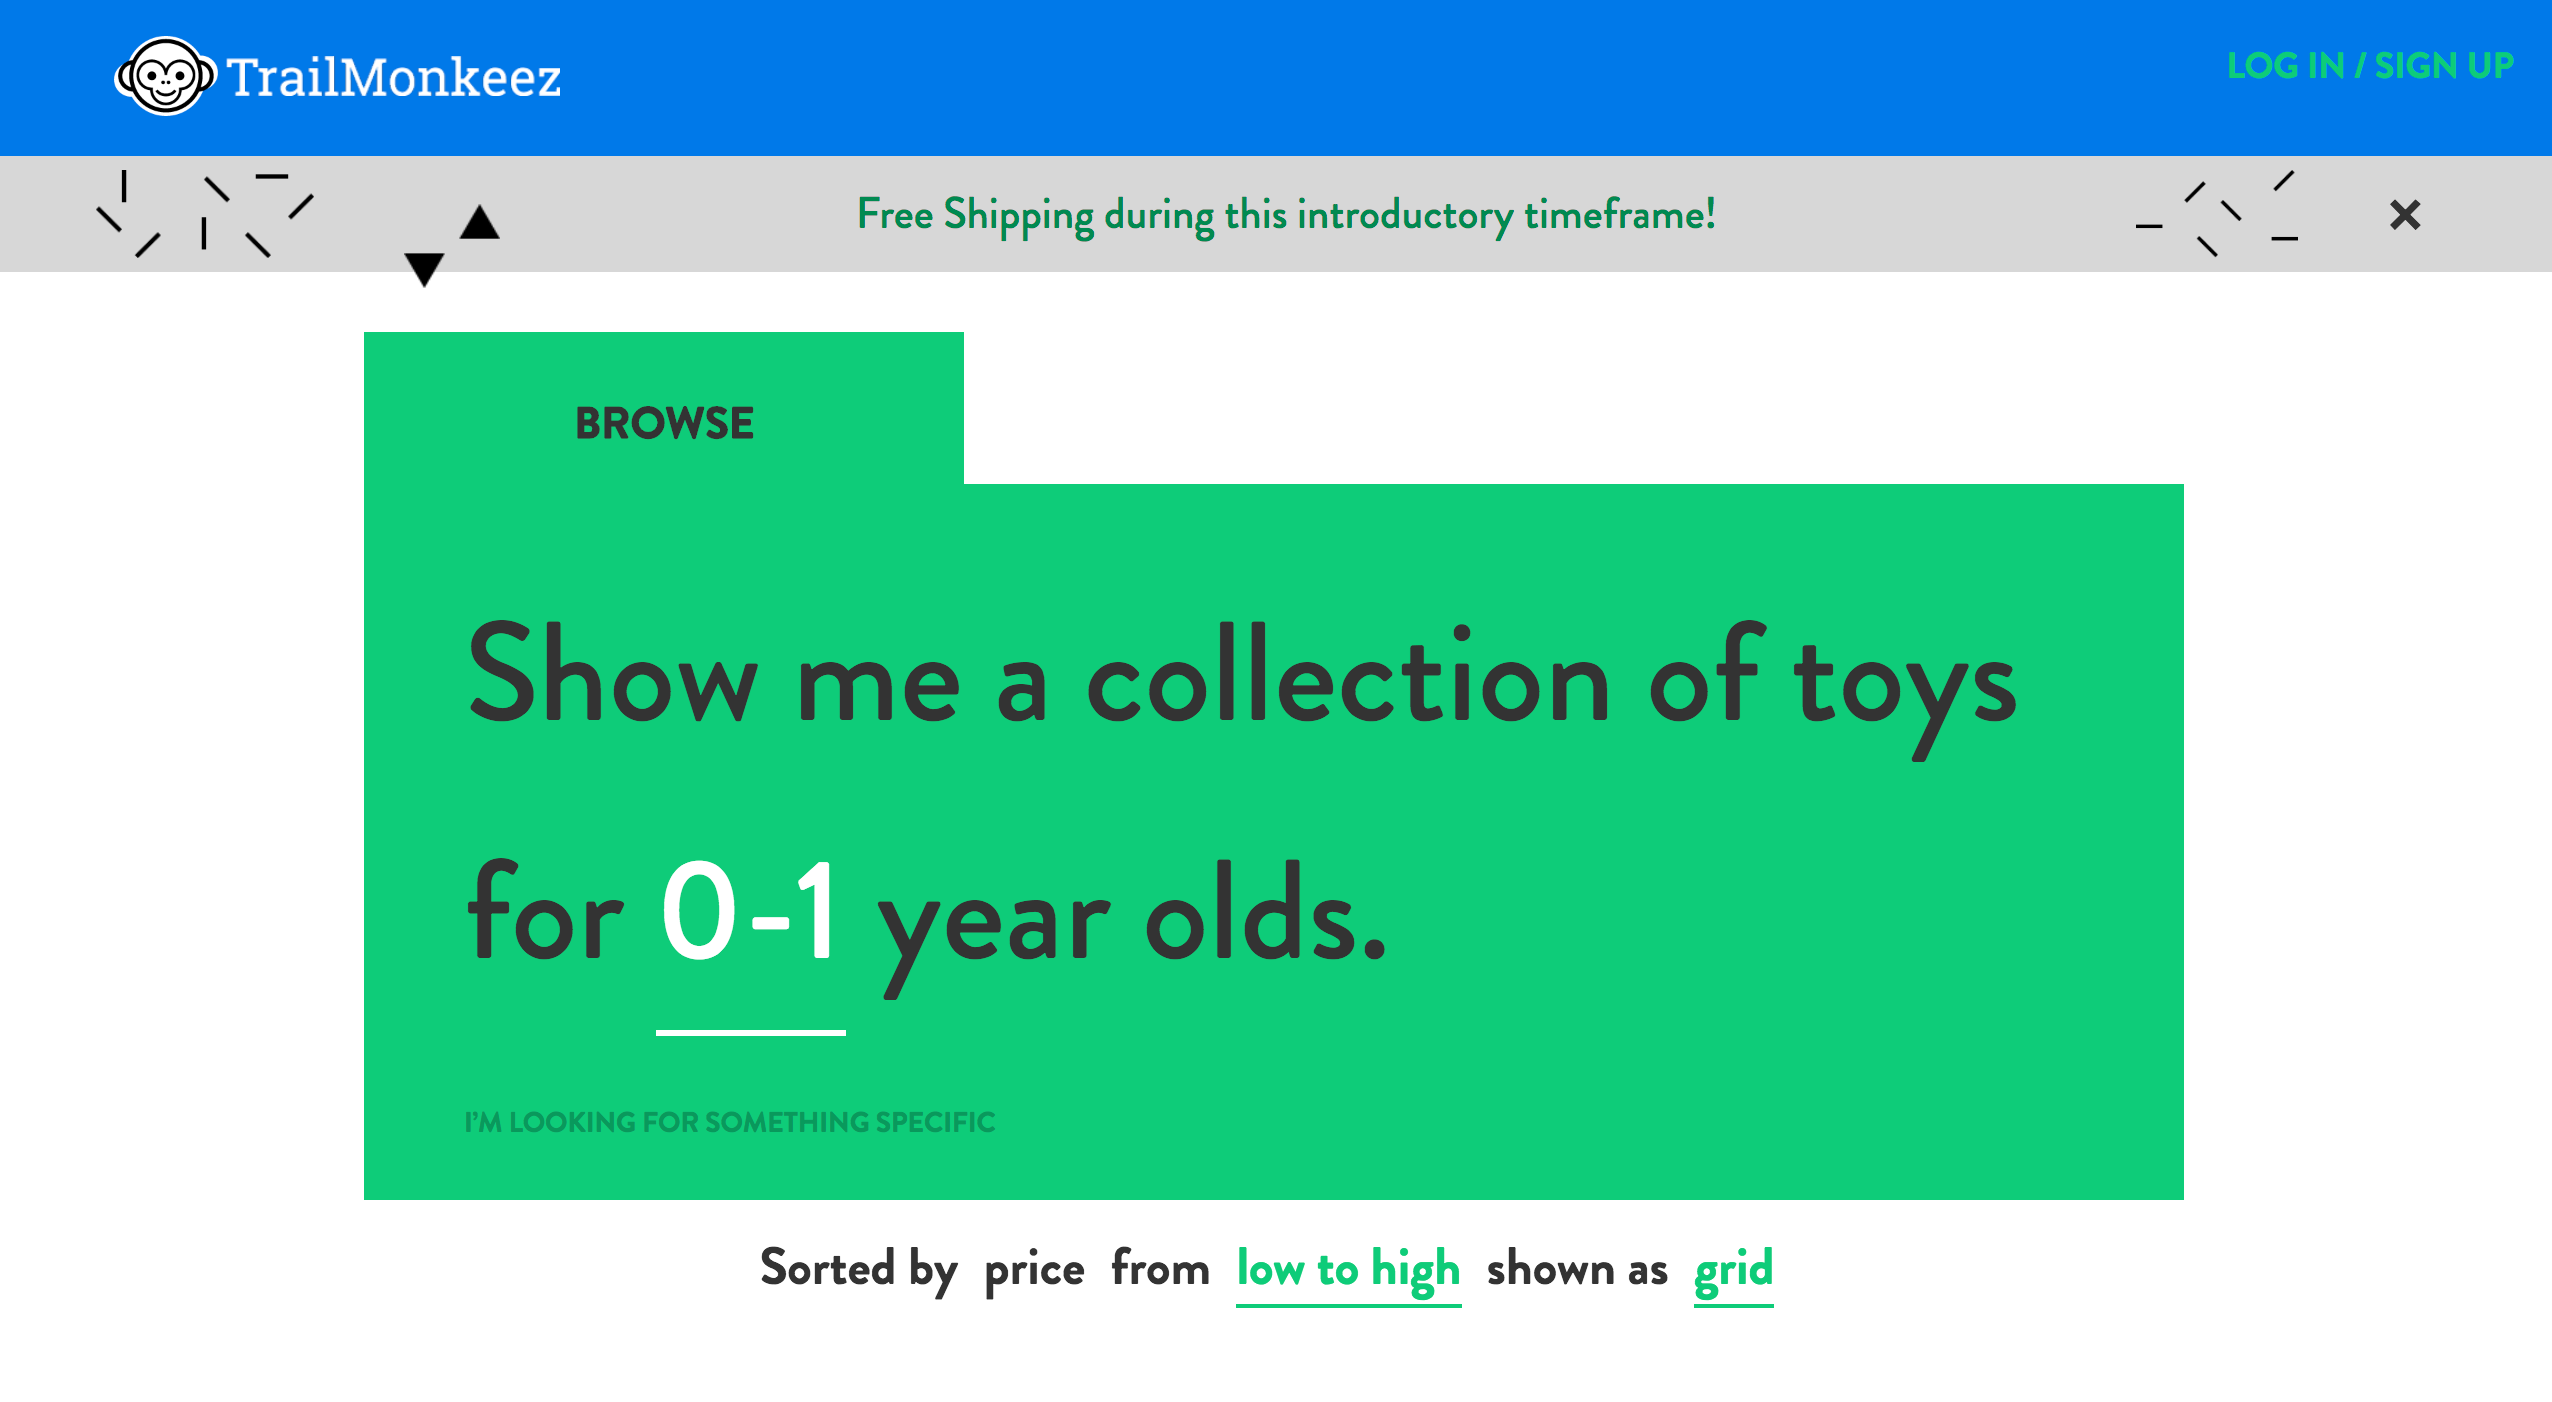 TrailMonkeez
LOG IN / SIGN UP
Free Shipping during this introductory timeframe!
BROWSE
Show me a collection of toys
for 0-1 year olds.
I’M LOOKING FOR SOMETHING SPECIFIC
Sorted by price from low to high shown as grid